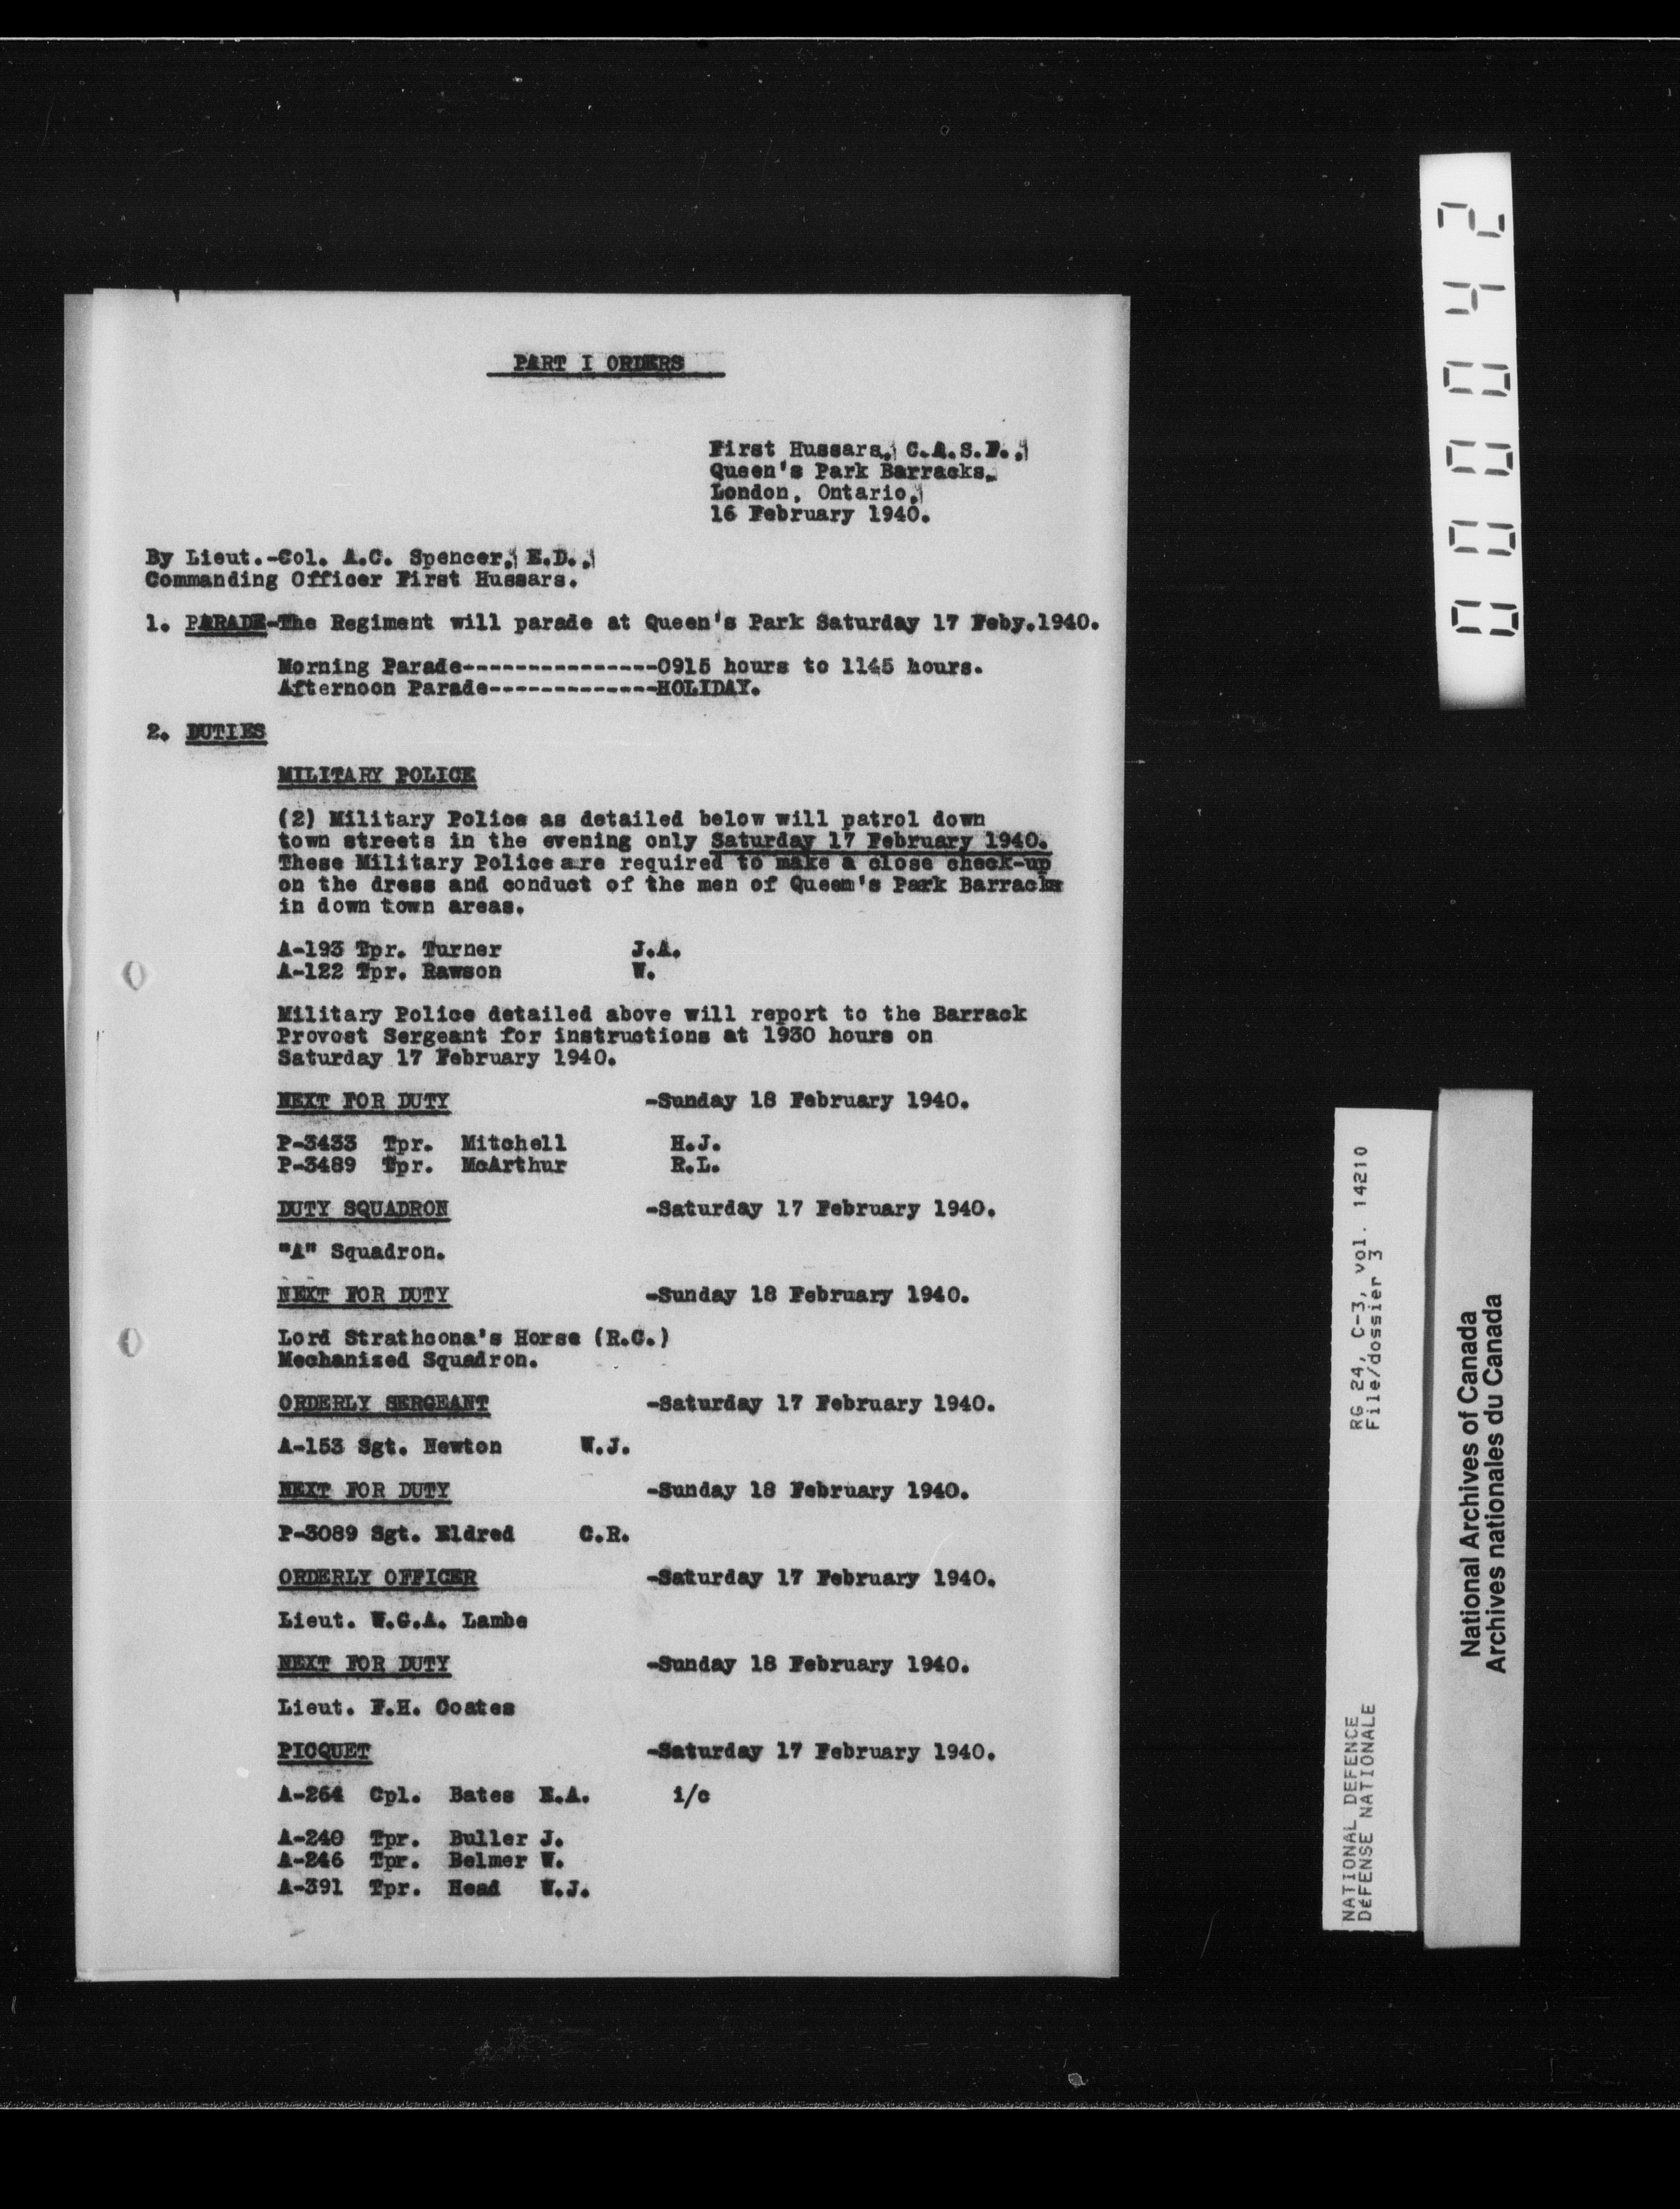 PART I ORDERS
First Hussars, C.A.S.F.,
Queen's Park Barracks.
London, Ontario,
16 February 1940.
By Lieut.-Col. A.C. Spencer, E.D.,
Commanding Officer First Hussars.
1. PARADE-The Regiment will parade at Queen's Park Saturday 17 Feby.1940.
Morning Parade---------------0915 hours to 1145 hours.
Afternoon Parade-------------HOLIDAY.
2. DUTIES
MILITARY POLICE
(2) Military Police as detailed below will patrol down
town streets in the evening only Saturday 17 February 1940.
These Military Police are required to make a close check-up
on the dress and conduct of the men of Queen's Park Barracks
in down town areas.
A-193 Tpr. Turner J.A.
A-122 Tpr. Rawson W.
Military Police detailed above will report to the Barrack
Provost Sergeant for instructions at 1930 hours on
Saturday 17 February 1940.
NEXT FOR DUTY -Sunday 18 February 1940.
P-3433 Tpr. Mitchell H.J.
P-3489 Tpr. McArthur R.L.
DUTY SQUADRON -Saturday 17 February 1940.
"A" Squadron.
NEXT FOR DUTY -Sunday 18 February 1940.
Lord Strathcona's Horse (R.C.)
Mechanized Squadron.
ORDERLY SERGEANT -Saturday 17 February 1940.
A-153 Sgt. Newton W.J.
NEXT FOR DUTY -Sunday 18 February 1940.
P-3089 Sgt. Eldred C.R.
ORDERLY OFFICER -Saturday 17 February 1940.
Lieut. W.G.A. Lambe
NEXT FOR DUTY -Sunday 18 February 1940.
Lieut. F.H. Coates
PICQUET -Saturday 17 February 1940.
A-264 Cpl. Bates E.A. i/c
A-240 Tpr. Buller J.
A-246 Tpr. Belmer W.
A-391 Tpr. Head W.J.
000042
RG 24, C-3, vol. 14210
File/dossier 3
NATIONAL DEFENCE
DéFENSE NATIONALE
National Archives of Canada
Archives nationales du Canada